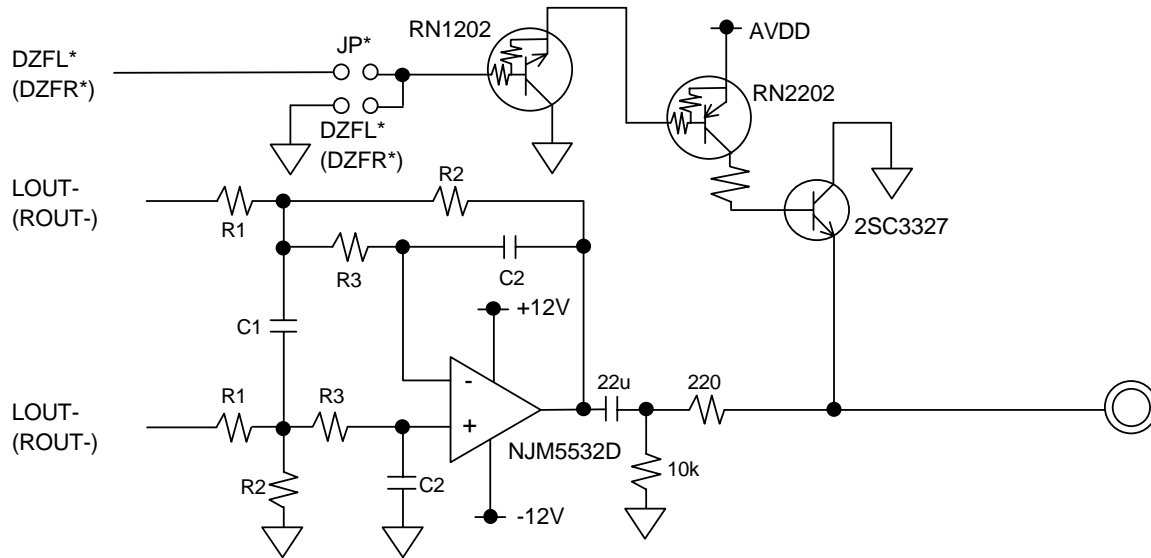 RN1202
AVDD
DZFL*
(DZFR*)
JP*
RN2202
DZFL*
(DZFR*)
LOUT-
(ROUT-)
R1
R2
2SC3327
R3
C2
+12V
C1
-
22u
220
LOUT-
(ROUT-)
R1
R3
+
NJM5532D
10k
R2
C2
-12V